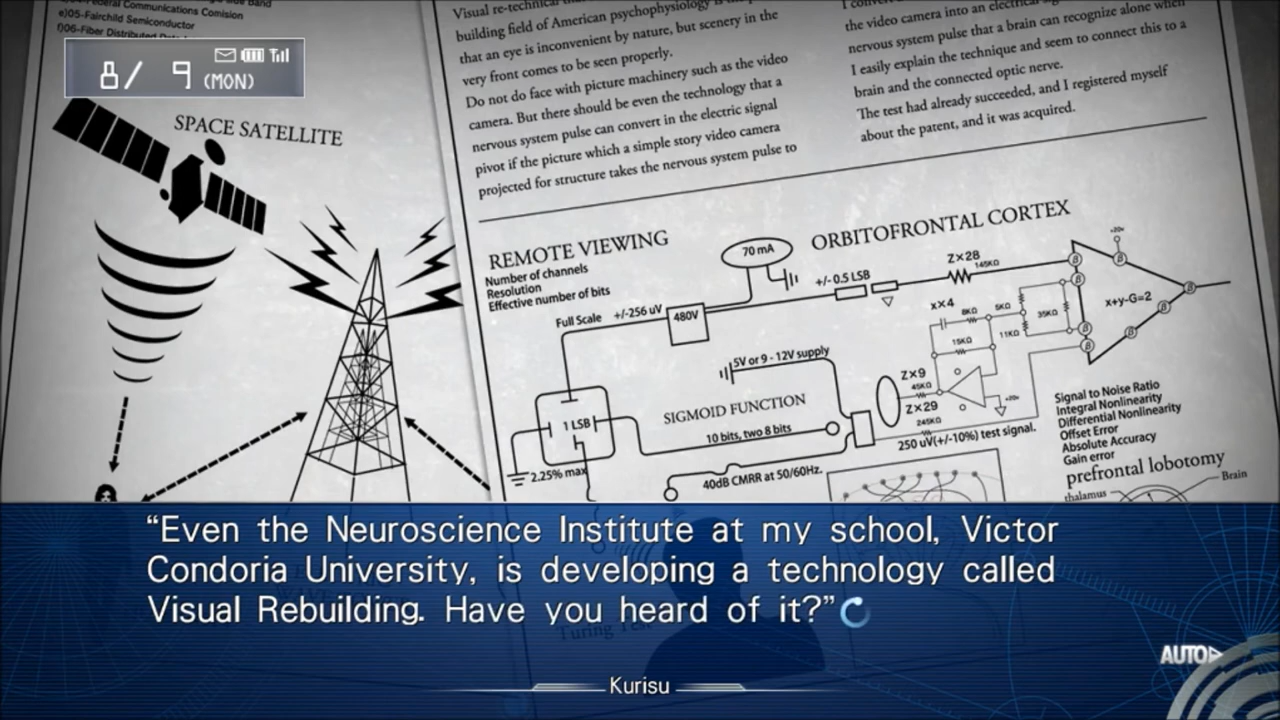 e)05-Fairchild Semiconductor
8/ 9 (MON)
SPACE SATELLITE
building field of American psychophysiology is the
that an eye is inconvenient by nature, but scenery in the
very front comes to be seen properly.
Do not do face with picture machinery such as the video
camera. But there should be even the technology that a
nervous system pulse can convert in the electric signal
pivot if the picture which a simple story video camera
projected for structure takes the nervous system pulse to
the video camera into an electrical
nervous system pulse that a brain can recognize alone when
I easily explain the technique and seem to connect this to a
brain and the connected optic nerve.
The test had already succeeded, and I registered myself
about the patent, and it was acquired.
REMOTE VIEWING
Number of channels
Resolution
Effective number of bits
Full Scale +/-256 uV
480V
70 mA
ORBITOFRONTAL CORTEX
+/- 0.5 LSB
Z×28
145KΩ
x×4
8KΩ
5KΩ
35KΩ
11KΩ
15KΩ
x+y-G=2
5V or 9 - 12V supply
Z×9
45KΩ
Z×29
245KΩ
SIGMOID FUNCTION
1 LSB
10 bits, two 8 bits
250 uV(+/-10%) test signal.
2.25% max
40dB CMRR at 50/60Hz.
Signal to Noise Ratio
Integral Nonlinearity
Differential Nonlinearity
Offset Error
Absolute Accuracy
Gain error
prefrontal lobotomy
thalamus
Brain
“Even the Neuroscience Institute at my school, Victor
Condoria University, is developing a technology called
Visual Rebuilding. Have you heard of it?”
AUTO
Kurisu